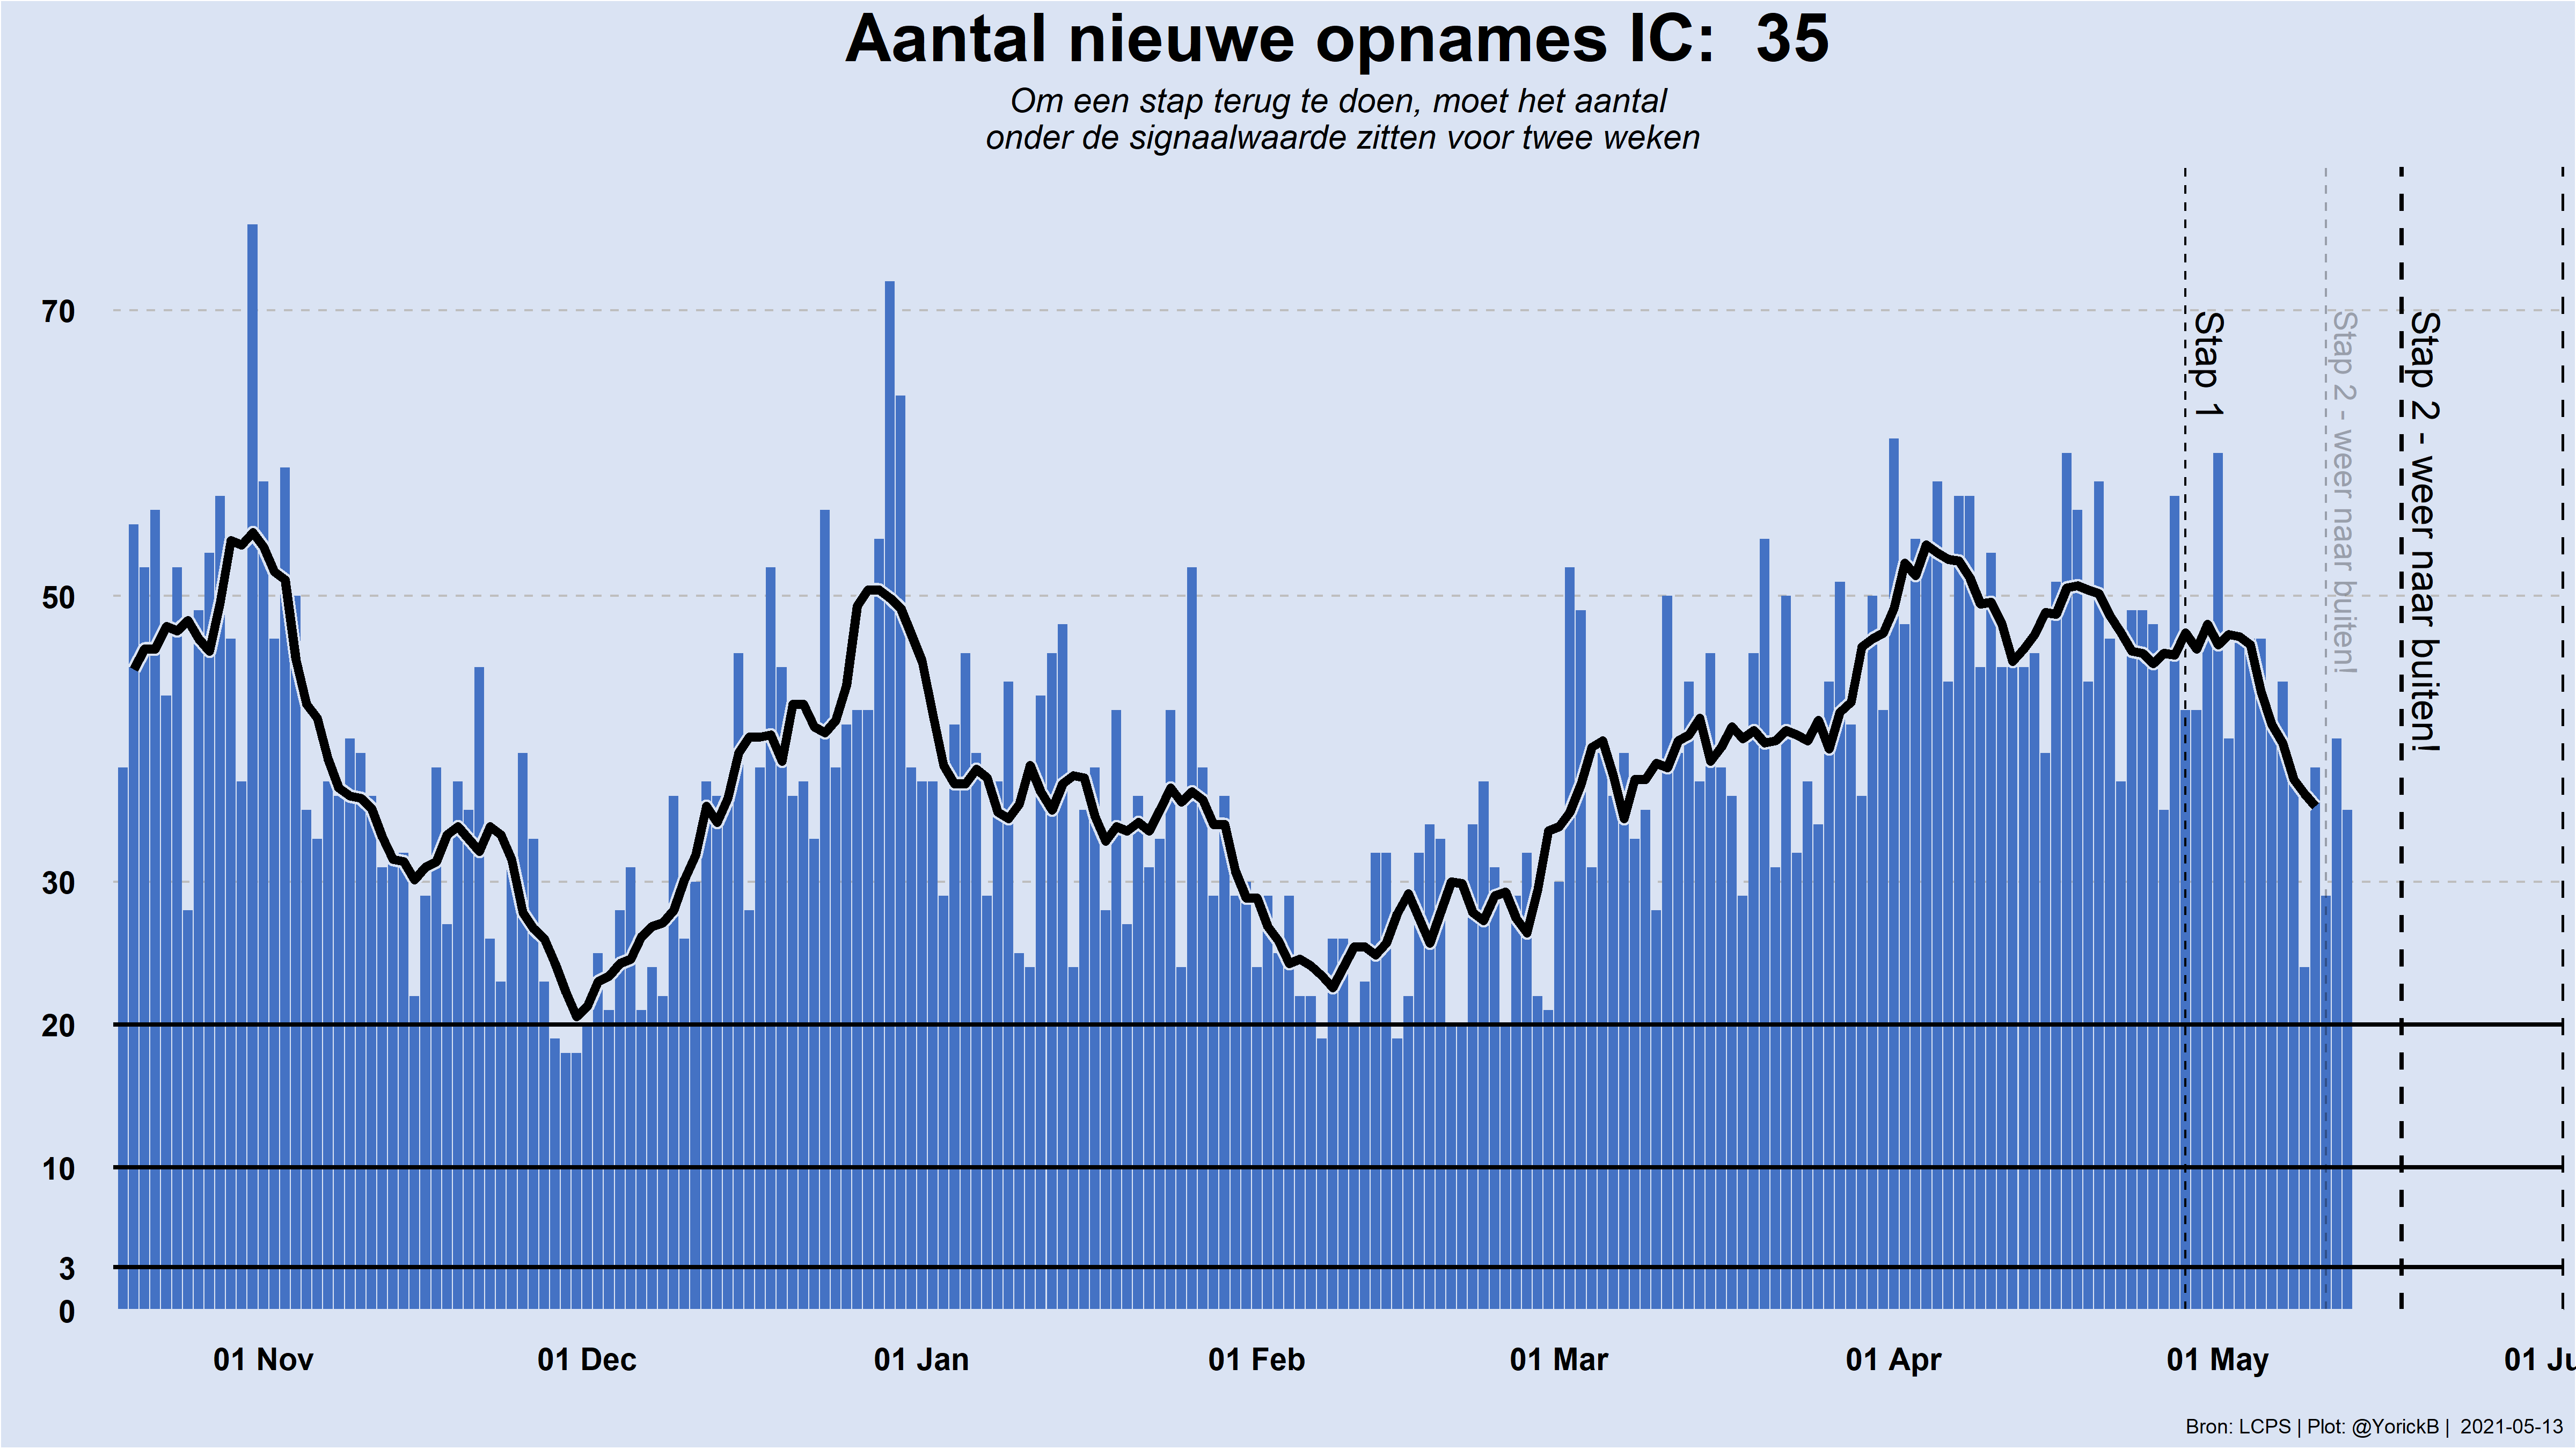 Aantal nieuwe opnames IC:  35
Om een stap terug te doen, moet het aantal
onder de signaalwaarde zitten voor twee weken
70
50
30
20
10
3
0
Stap 1
Stap 2 - weer naar buiten!
Stap 2 - weer naar buiten!
01 Nov
01 Dec
01 Jan
01 Feb
01 Mar
01 Apr
01 May
01 Ju
Bron: LCPS | Plot: @YorickB |  2021-05-13